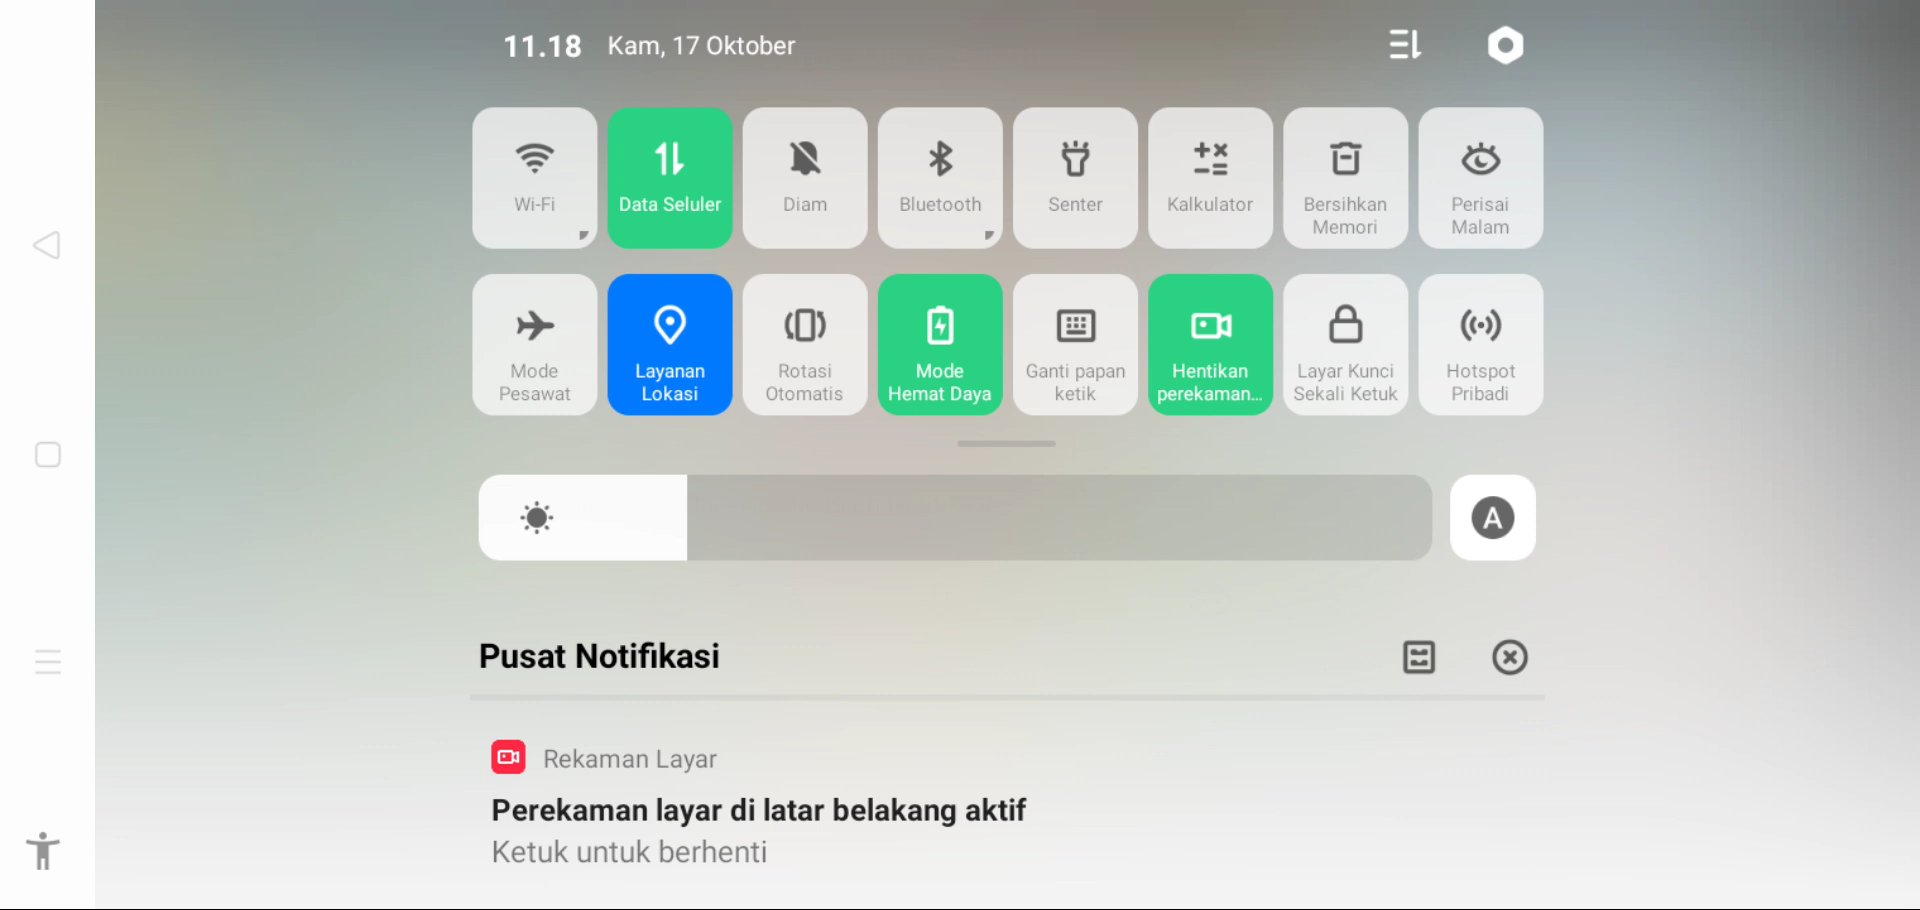 11.18 Kam, 17 Oktober
Wi-Fi
Data Seluler
Diam
Bluetooth
Senter
Kalkulator
Bersihkan
Memori
Perisai
Malam
Mode
Pesawat
Layanan
Lokasi
Rotasi
Otomatis
Mode
Hemat Daya
Ganti papan
ketik
Hentikan
perekaman...
Layar Kunci
Sekali Ketuk
Hotspot
Pribadi
A
Pusat Notifikasi
Rekaman Layar
Perekaman layar di latar belakang aktif
Ketuk untuk berhenti